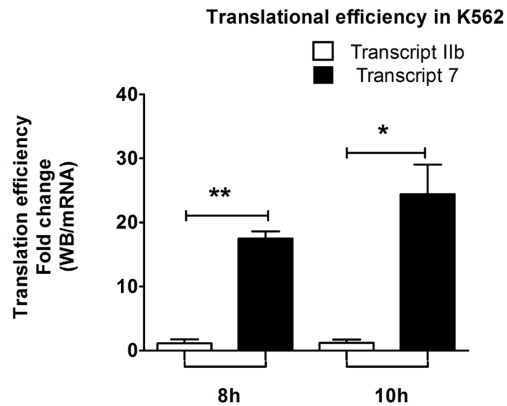 Translational efficiency in K562
Transcript IIb
Transcript 7
Translation efficiency
Fold change
(WB/mRNA)
40
30
20
10
0
**
*
8h
10h